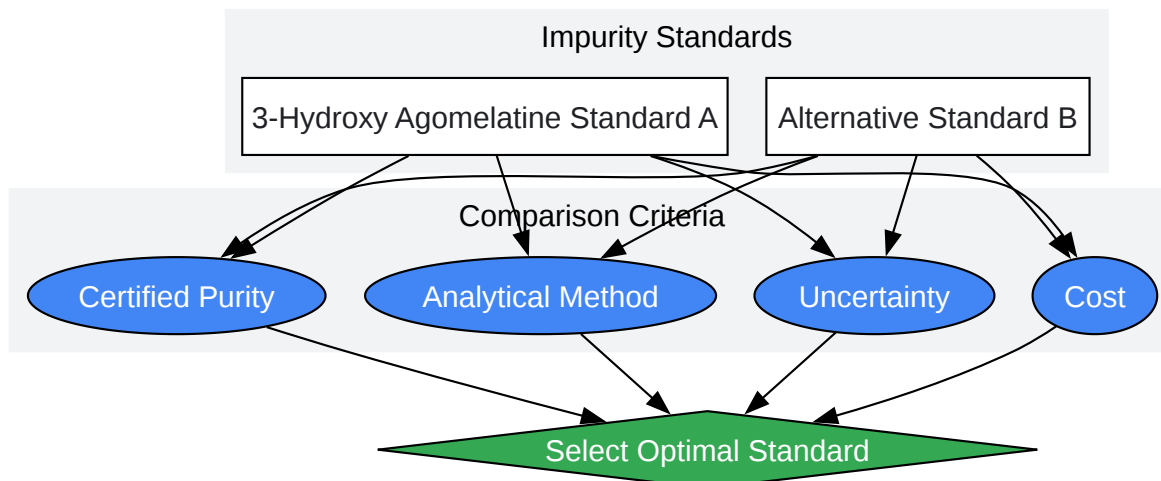 Impurity Standards
3-Hydroxy Agomelatine Standard A
Alternative Standard B
Comparison Criteria
Certified Purity
Analytical Method
Uncertainty
Cost
Select Optimal Standard